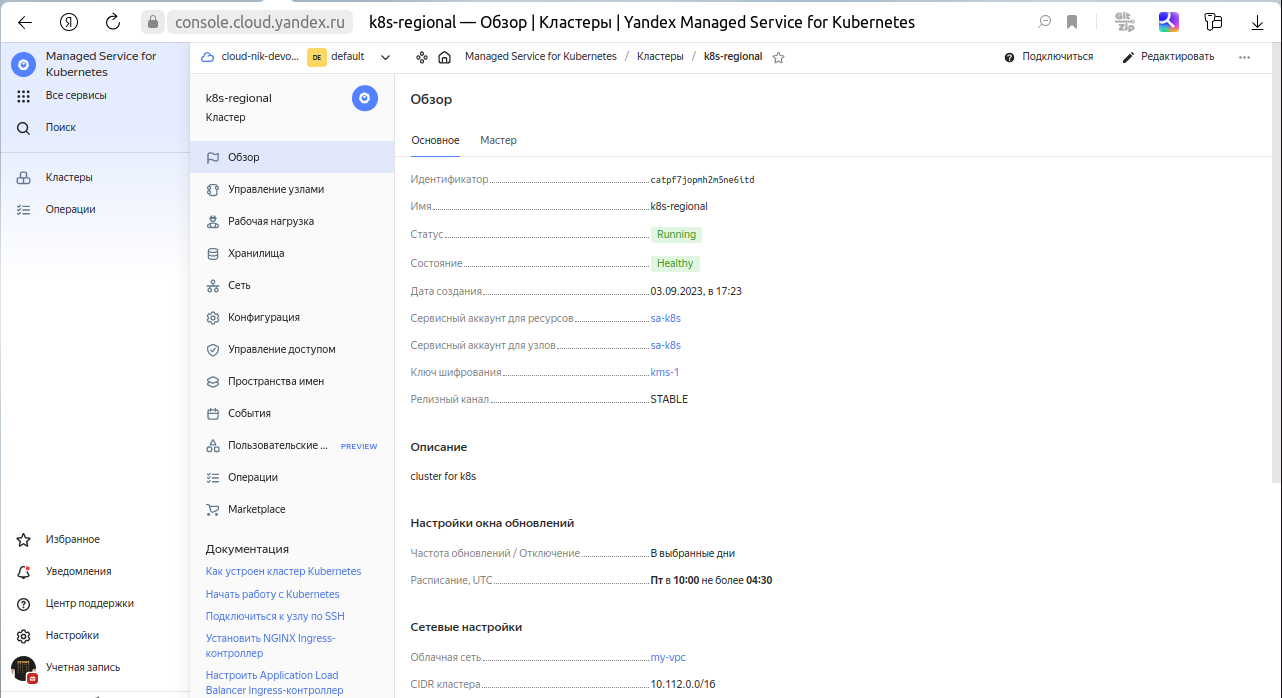 console.cloud.yandex.ru
k8s-regional — Обзор | Кластеры | Yandex Managed Service for Kubernetes
Git Zip
Managed Service for
Kubernetes
Все сервисы
Поиск
Кластеры
Операции
Избранное
Уведомления
Центр поддержки
Настройки
Учетная запись
cloud-nik-devo...
DE
default
Managed Service for Kubernetes / Кластеры / k8s-regional
Подключиться
Редактировать
k8s-regional
Кластер
Обзор
Управление узлами
Рабочая нагрузка
Хранилища
Сеть
Конфигурация
Управление доступом
Пространства имен
События
Пользовательские ... PREVIEW
Операции
Marketplace
Документация
Как устроен кластер Kubernetes
Начать работу с Kubernetes
Подключиться к узлу по SSH
Установить NGINX Ingress-
контроллер
Настроить Application Load
Balancer Ingress-контроллер
Обзор
Основное Мастер
Идентификатор catpf7jopmh2m5ne6itd
Имя k8s-regional
Статус Running
Состояние Healthy
Дата создания 03.09.2023, в 17:23
Сервисный аккаунт для ресурсов sa-k8s
Сервисный аккаунт для узлов sa-k8s
Ключ шифрования kms-1
Релизный канал STABLE
Описание
cluster for k8s
Настройки окна обновлений
Частота обновлений / Отключение В выбранные дни
Расписание, UTC Пт в 10:00 не более 04:30
Сетевые настройки
Облачная сеть my-vpc
CIDR кластера 10.112.0.0/16